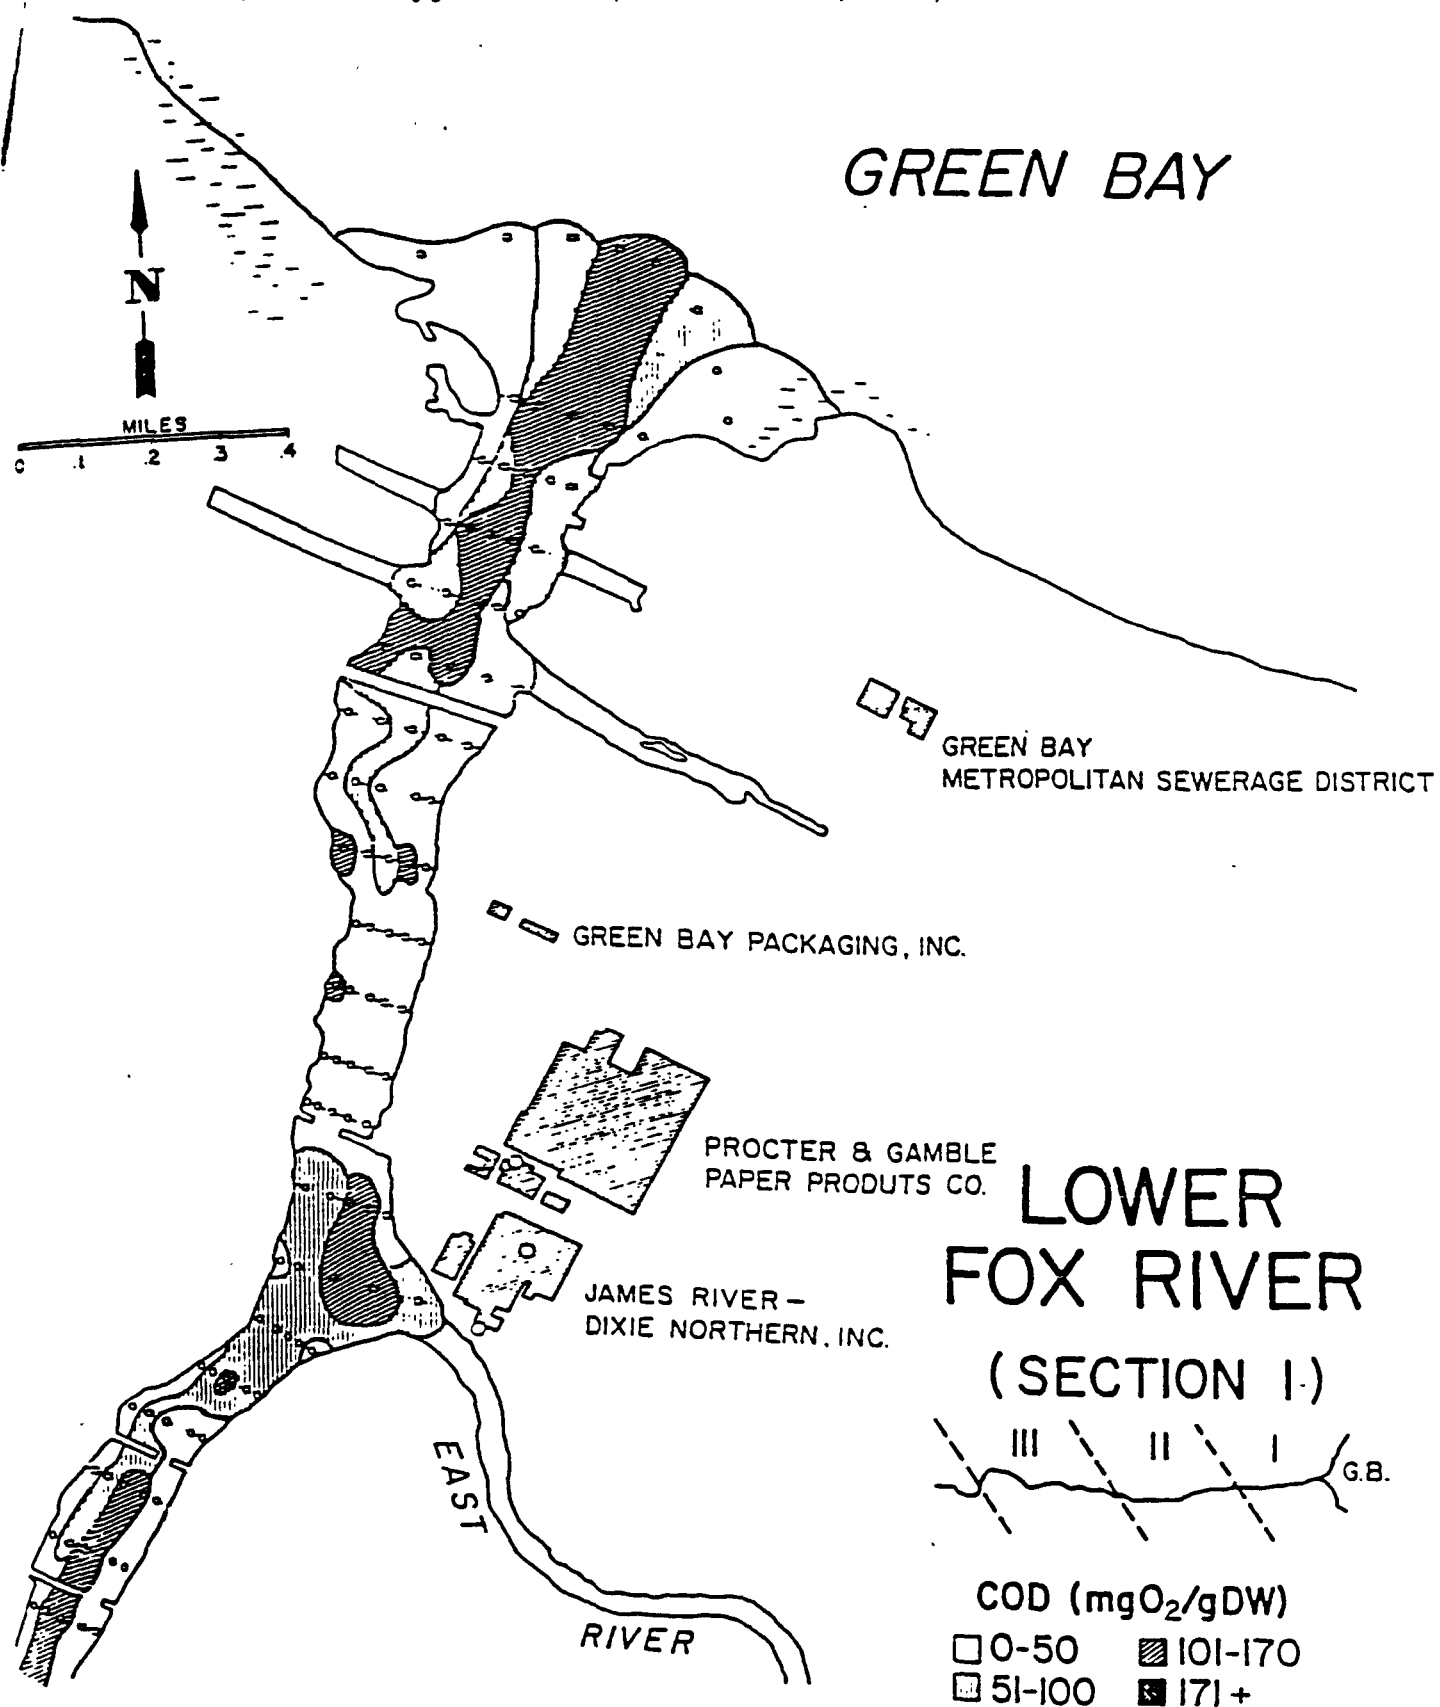 GREEN BAY
N
MILES
0 .1 .2 .3 .4
GREEN BAY
METROPOLITAN SEWERAGE DISTRICT
GREEN BAY PACKAGING, INC.
PROCTER & GAMBLE
PAPER PRODUTS CO.
JAMES RIVER –
DIXIE NORTHERN, INC.
LOWER
FOX RIVER
(SECTION I)
III II I
G.B.
EAST
RIVER
COD (mgO₂/gDW)
0-50 101-170
51-100 171+